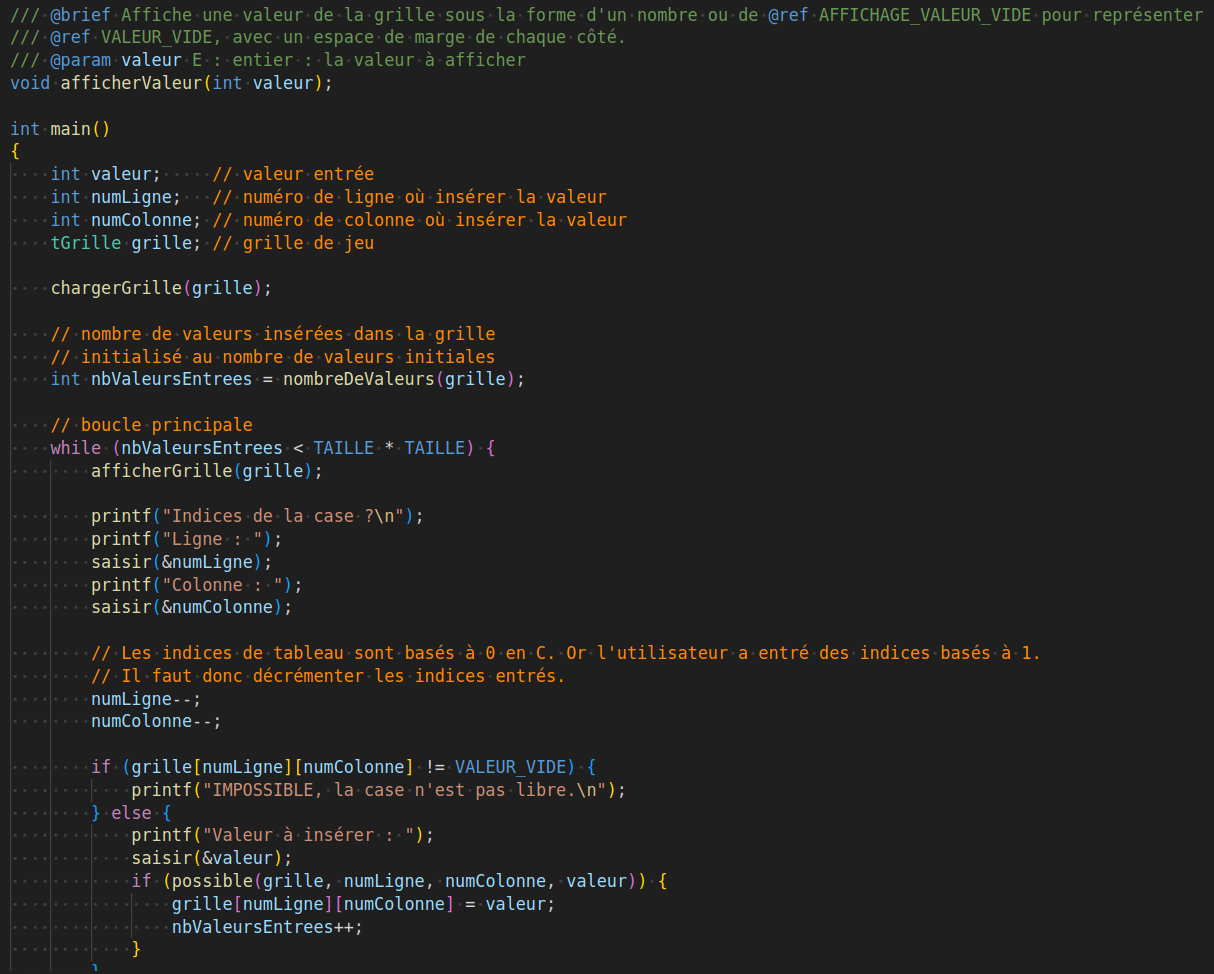 /// @brief Affiche une valeur de la grille sous la forme d'un nombre ou de @ref AFFICHAGE_VALEUR_VIDE pour représenter
/// @ref VALEUR_VIDE, avec un espace de marge de chaque côté.
/// @param valeur E : entier : la valeur à afficher
void afficherValeur(int valeur);

int main()
{
    int valeur;     // valeur entrée
    int numLigne;   // numéro de ligne où insérer la valeur
    int numColonne; // numéro de colonne où insérer la valeur
    tGrille grille; // grille de jeu

    chargerGrille(grille);

    // nombre de valeurs insérées dans la grille
    // initialisé au nombre de valeurs initiales
    int nbValeursEntrees = nombreDeValeurs(grille);

    // boucle principale
    while (nbValeursEntrees < TAILLE * TAILLE) {
        afficherGrille(grille);

        printf("Indices de la case ?\n");
        printf("Ligne : ");
        saisir(&numLigne);
        printf("Colonne : ");
        saisir(&numColonne);

        // Les indices de tableau sont basés à 0 en C. Or l'utilisateur a entré des indices basés à 1.
        // Il faut donc décrémenter les indices entrés.
        numLigne--;
        numColonne--;

        if (grille[numLigne][numColonne] != VALEUR_VIDE) {
            printf("IMPOSSIBLE, la case n'est pas libre.\n");
        } else {
            printf("Valeur à insérer : ");
            saisir(&valeur);
            if (possible(grille, numLigne, numColonne, valeur)) {
                grille[numLigne][numColonne] = valeur;
                nbValeursEntrees++;
            }
        }